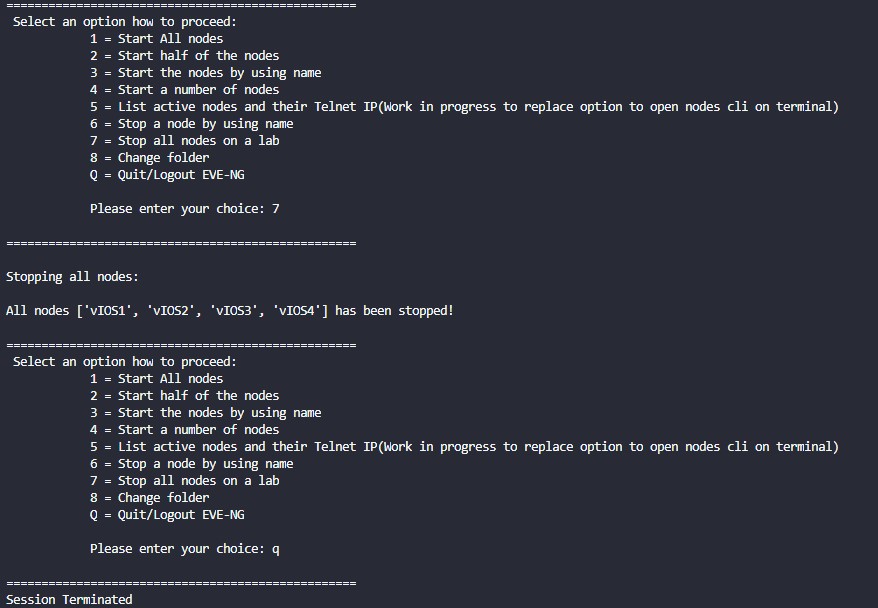 ==================================================
Select an option how to proceed:
1 = Start All nodes
2 = Start half of the nodes
3 = Start the nodes by using name
4 = Start a number of nodes
5 = List active nodes and their Telnet IP(Work in progress to replace option to open nodes cli on terminal)
6 = Stop a node by using name
7 = Stop all nodes on a lab
8 = Change folder
Q = Quit/Logout EVE-NG
Please enter your choice: 7
==================================================
Stopping all nodes:
All nodes ['vIOS1', 'vIOS2', 'vIOS3', 'vIOS4'] has been stopped!
==================================================
Select an option how to proceed:
1 = Start All nodes
2 = Start half of the nodes
3 = Start the nodes by using name
4 = Start a number of nodes
5 = List active nodes and their Telnet IP(Work in progress to replace option to open nodes cli on terminal)
6 = Stop a node by using name
7 = Stop all nodes on a lab
8 = Change folder
Q = Quit/Logout EVE-NG
Please enter your choice: q
==================================================
Session Terminated